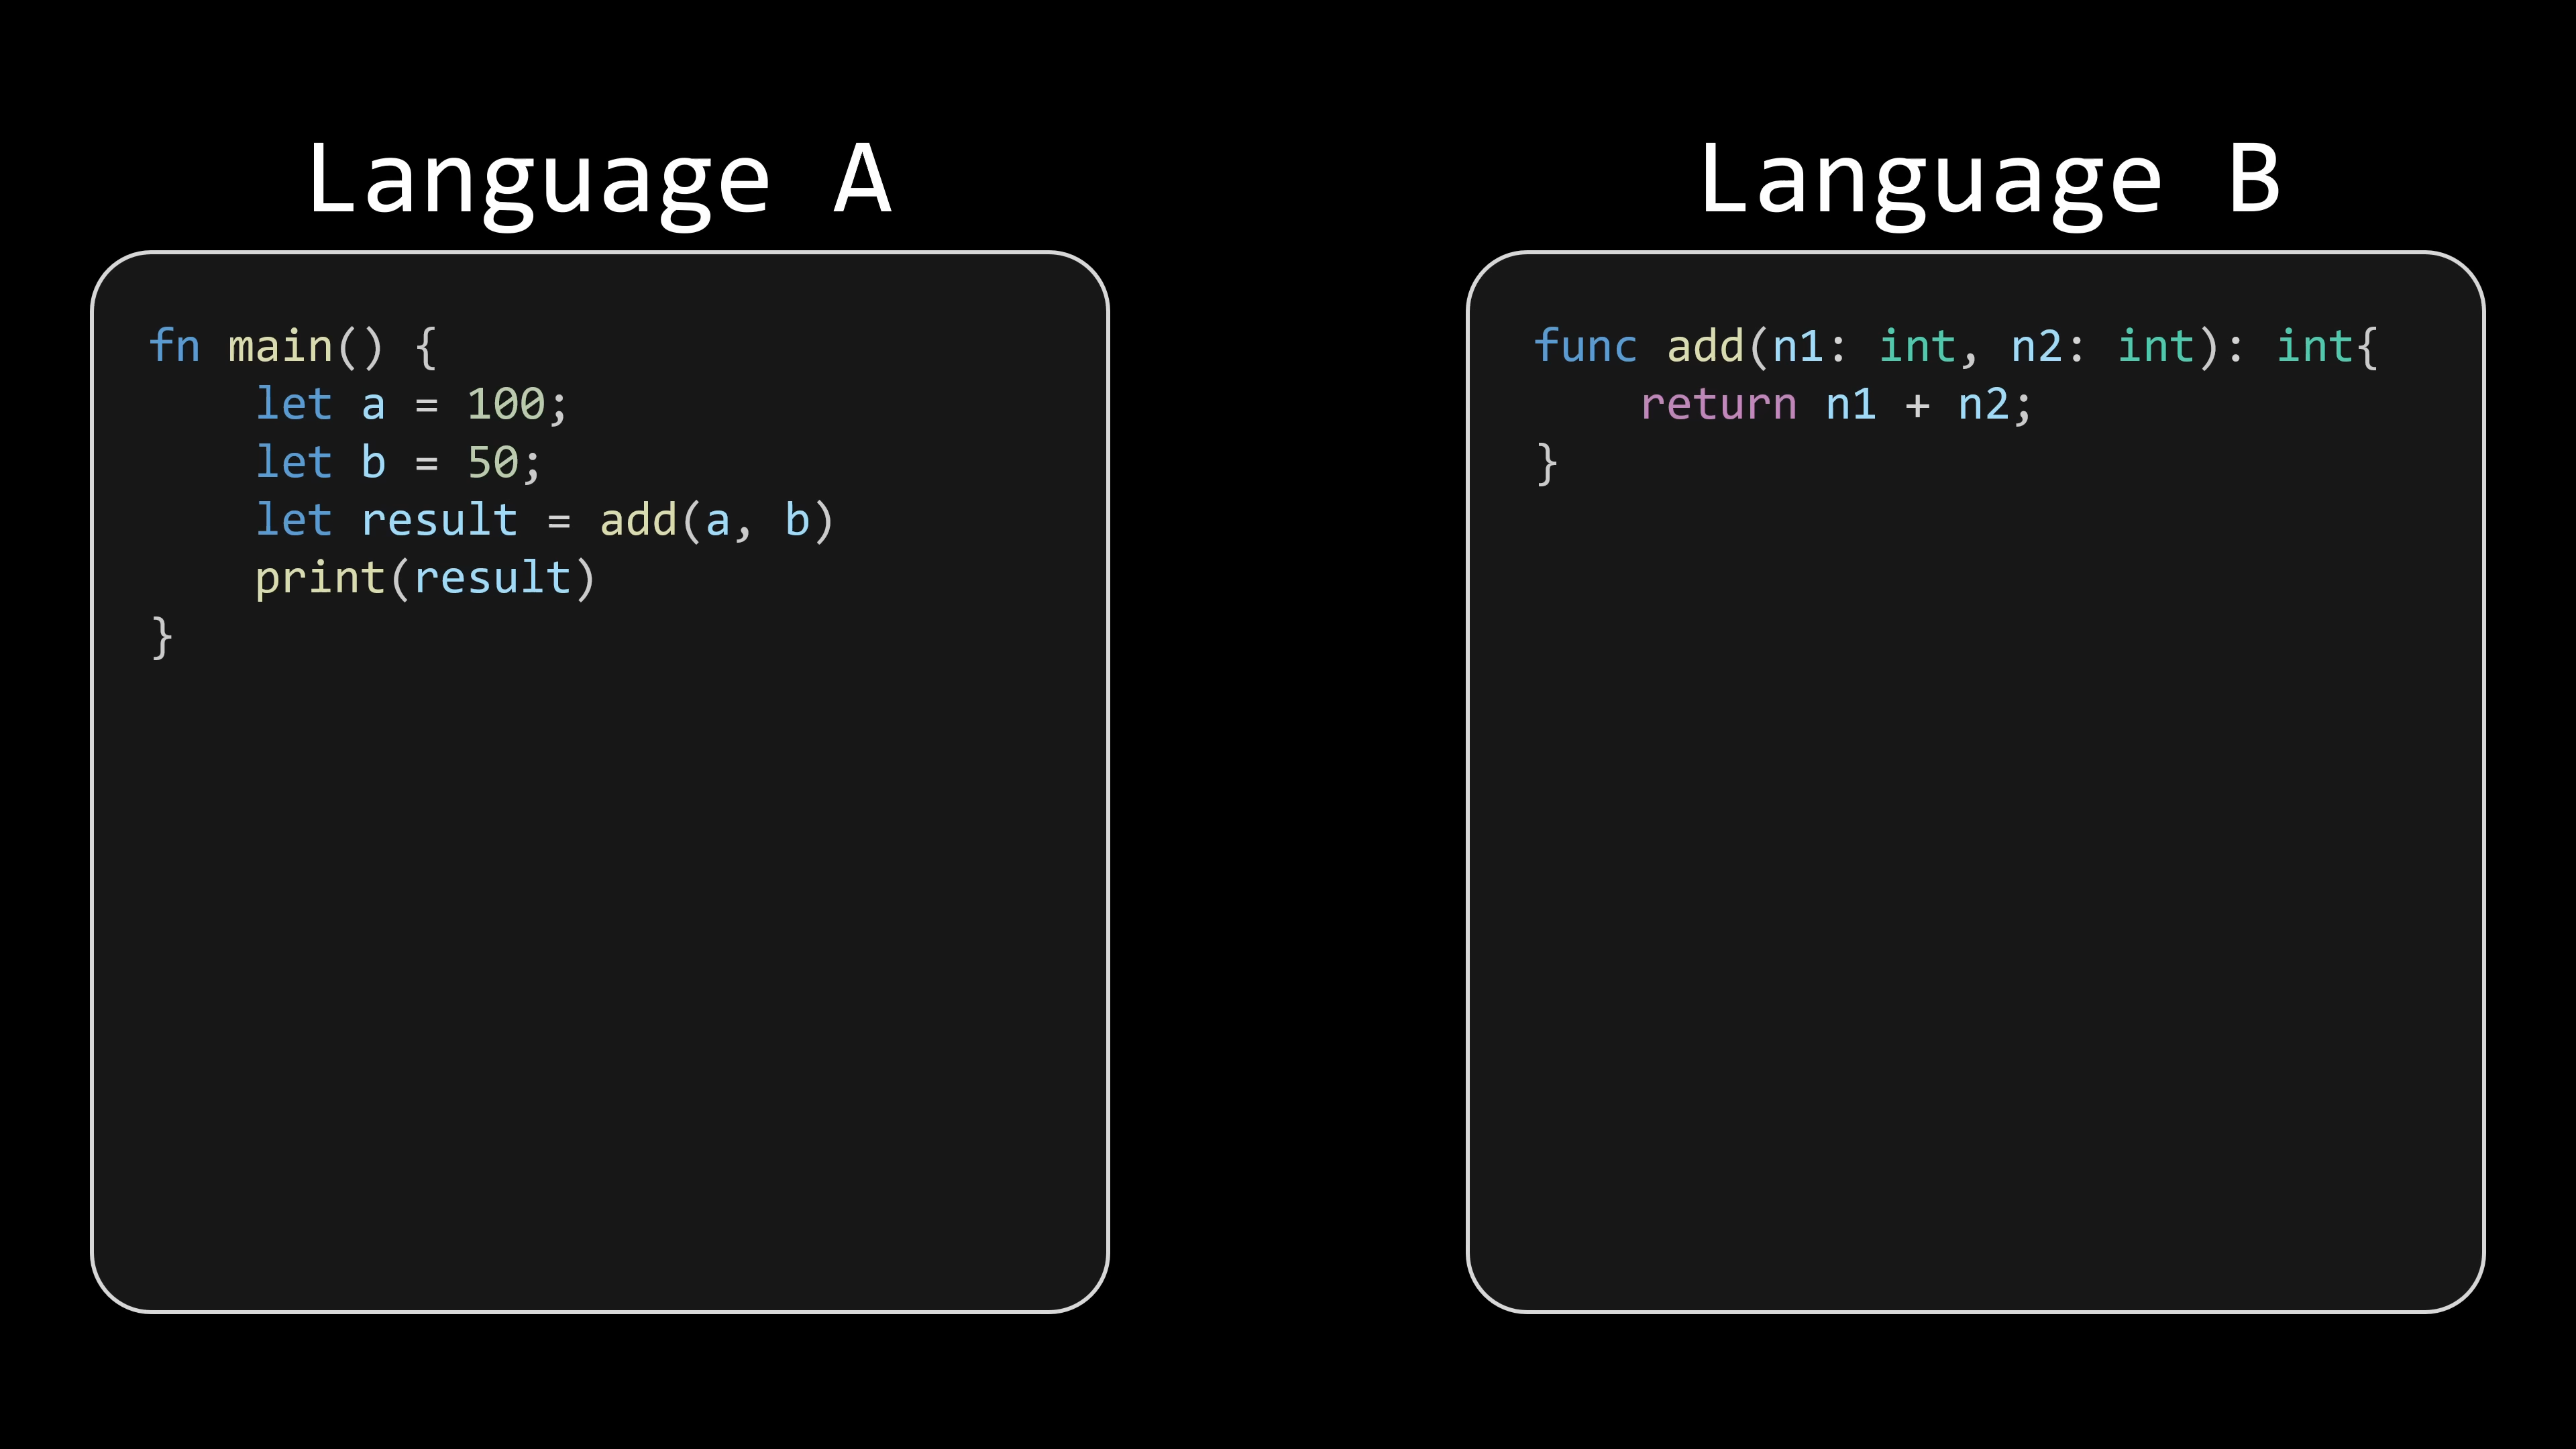 Language A
fn main() {
    let a = 100;
    let b = 50;
    let result = add(a, b)
    print(result)
}
Language B
func add(n1: int, n2: int): int{
    return n1 + n2;
}